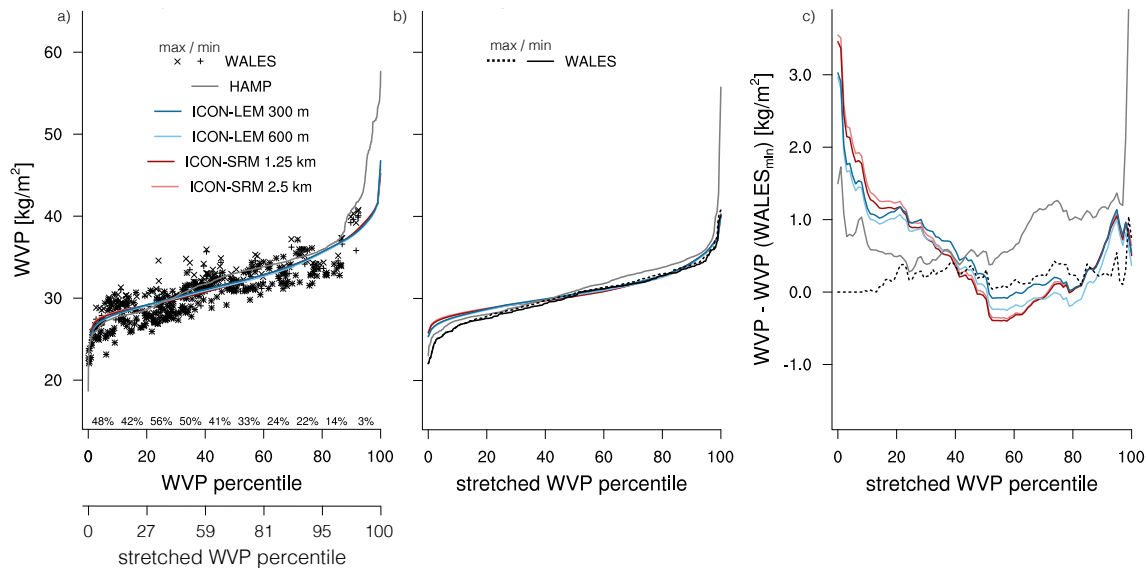 a)
60
50
40
30
20
WVP [kg/m²]
max / min
× × + + WALES
HAMP
ICON-LEM 300 m
ICON-LEM 600 m
ICON-SRM 1.25 km
ICON-SRM 2.5 km
48% 42% 56% 50% 41% 33% 24% 22% 14% 3%
0 20 40 60 80 100
WVP percentile
0 27 59 81 95 100
stretched WVP percentile
b)
max / min
WALES
0 20 40 60 80 100
stretched WVP percentile
c)
3.0
2.0
1.0
0.0
-1.0
WVP - WVP (WALESmin) [kg/m²]
0 20 40 60 80 100
stretched WVP percentile